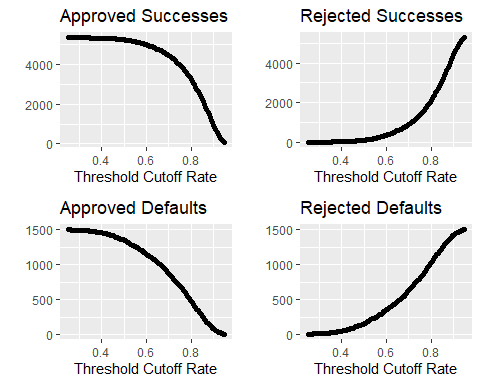 Approved Successes
4000
2000
0
0.4 0.6 0.8
Threshold Cutoff Rate
Rejected Successes
4000
2000
0
0.4 0.6 0.8
Threshold Cutoff Rate
Approved Defaults
1500
1000
500
0
0.4 0.6 0.8
Threshold Cutoff Rate
Rejected Defaults
1500
1000
500
0
0.4 0.6 0.8
Threshold Cutoff Rate